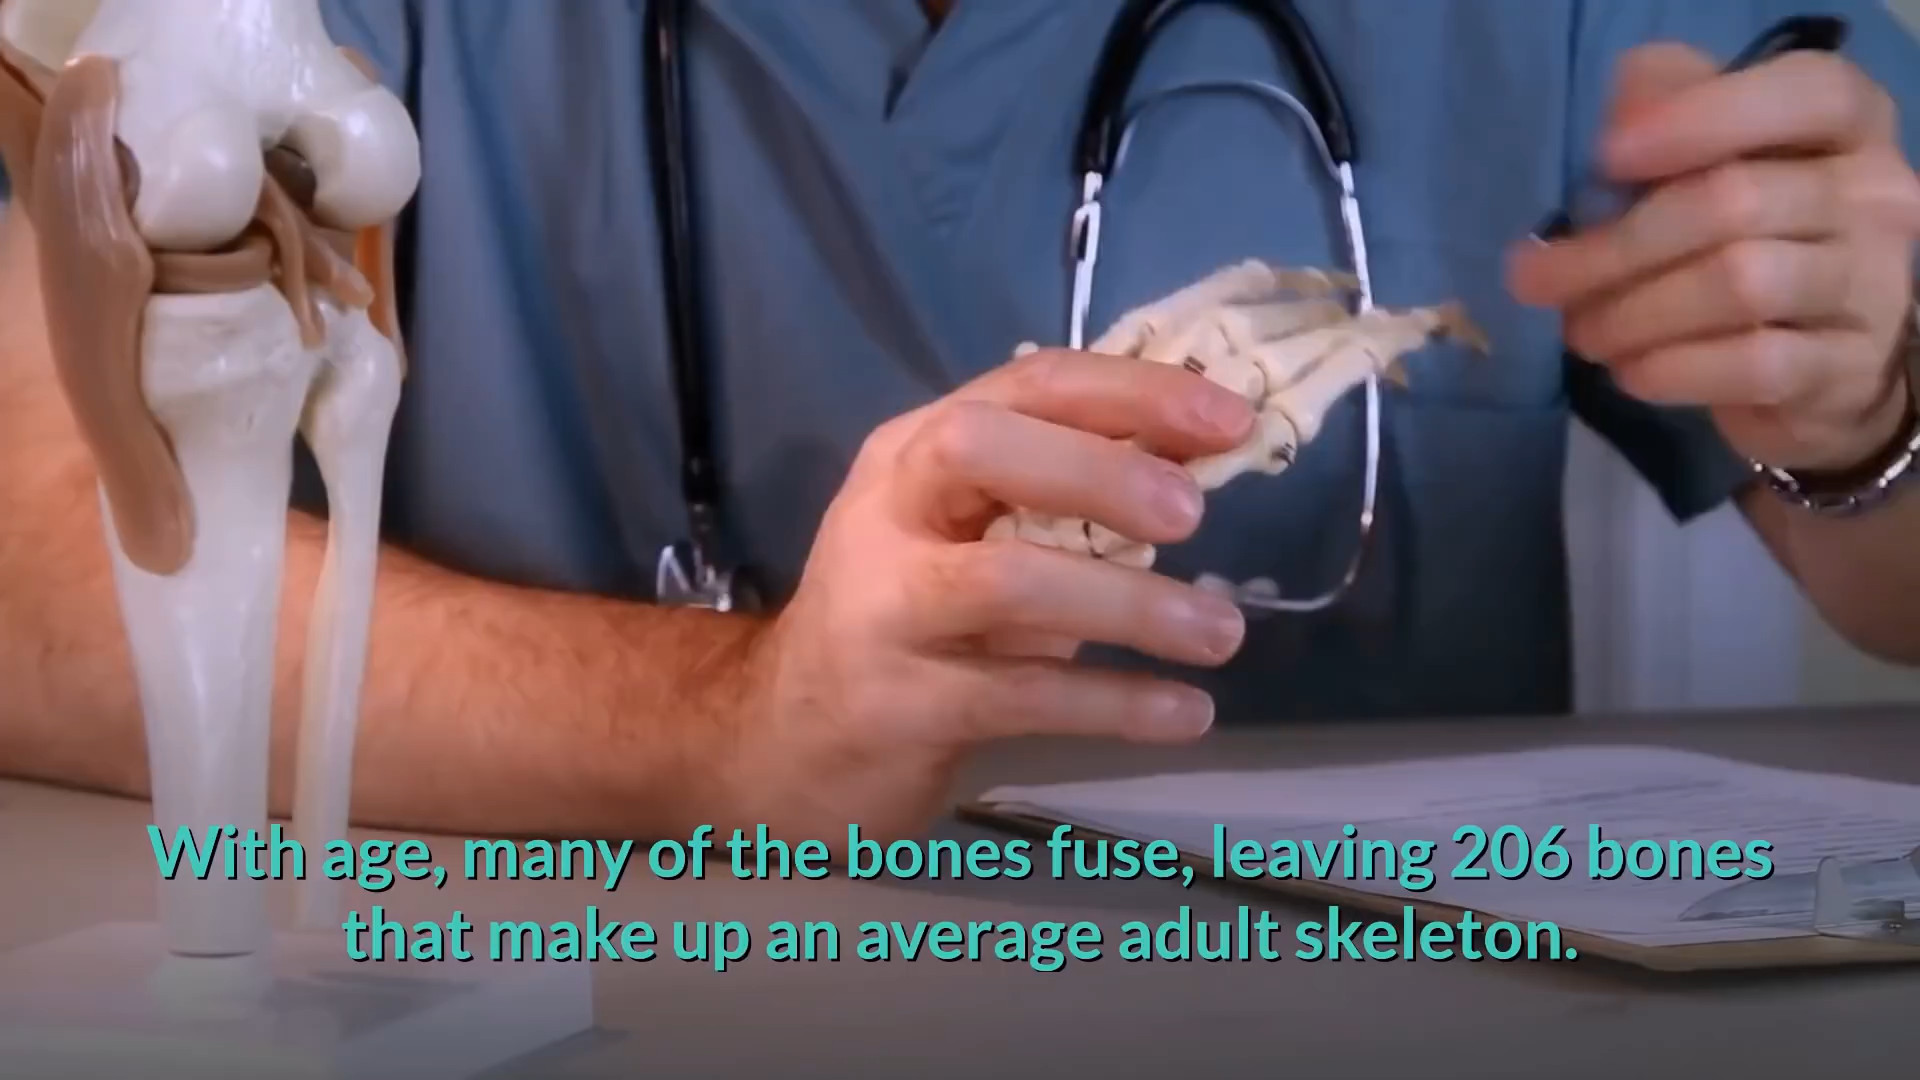 With age, many of the bones fuse, leaving 206 bones
that make up an average adult skeleton.